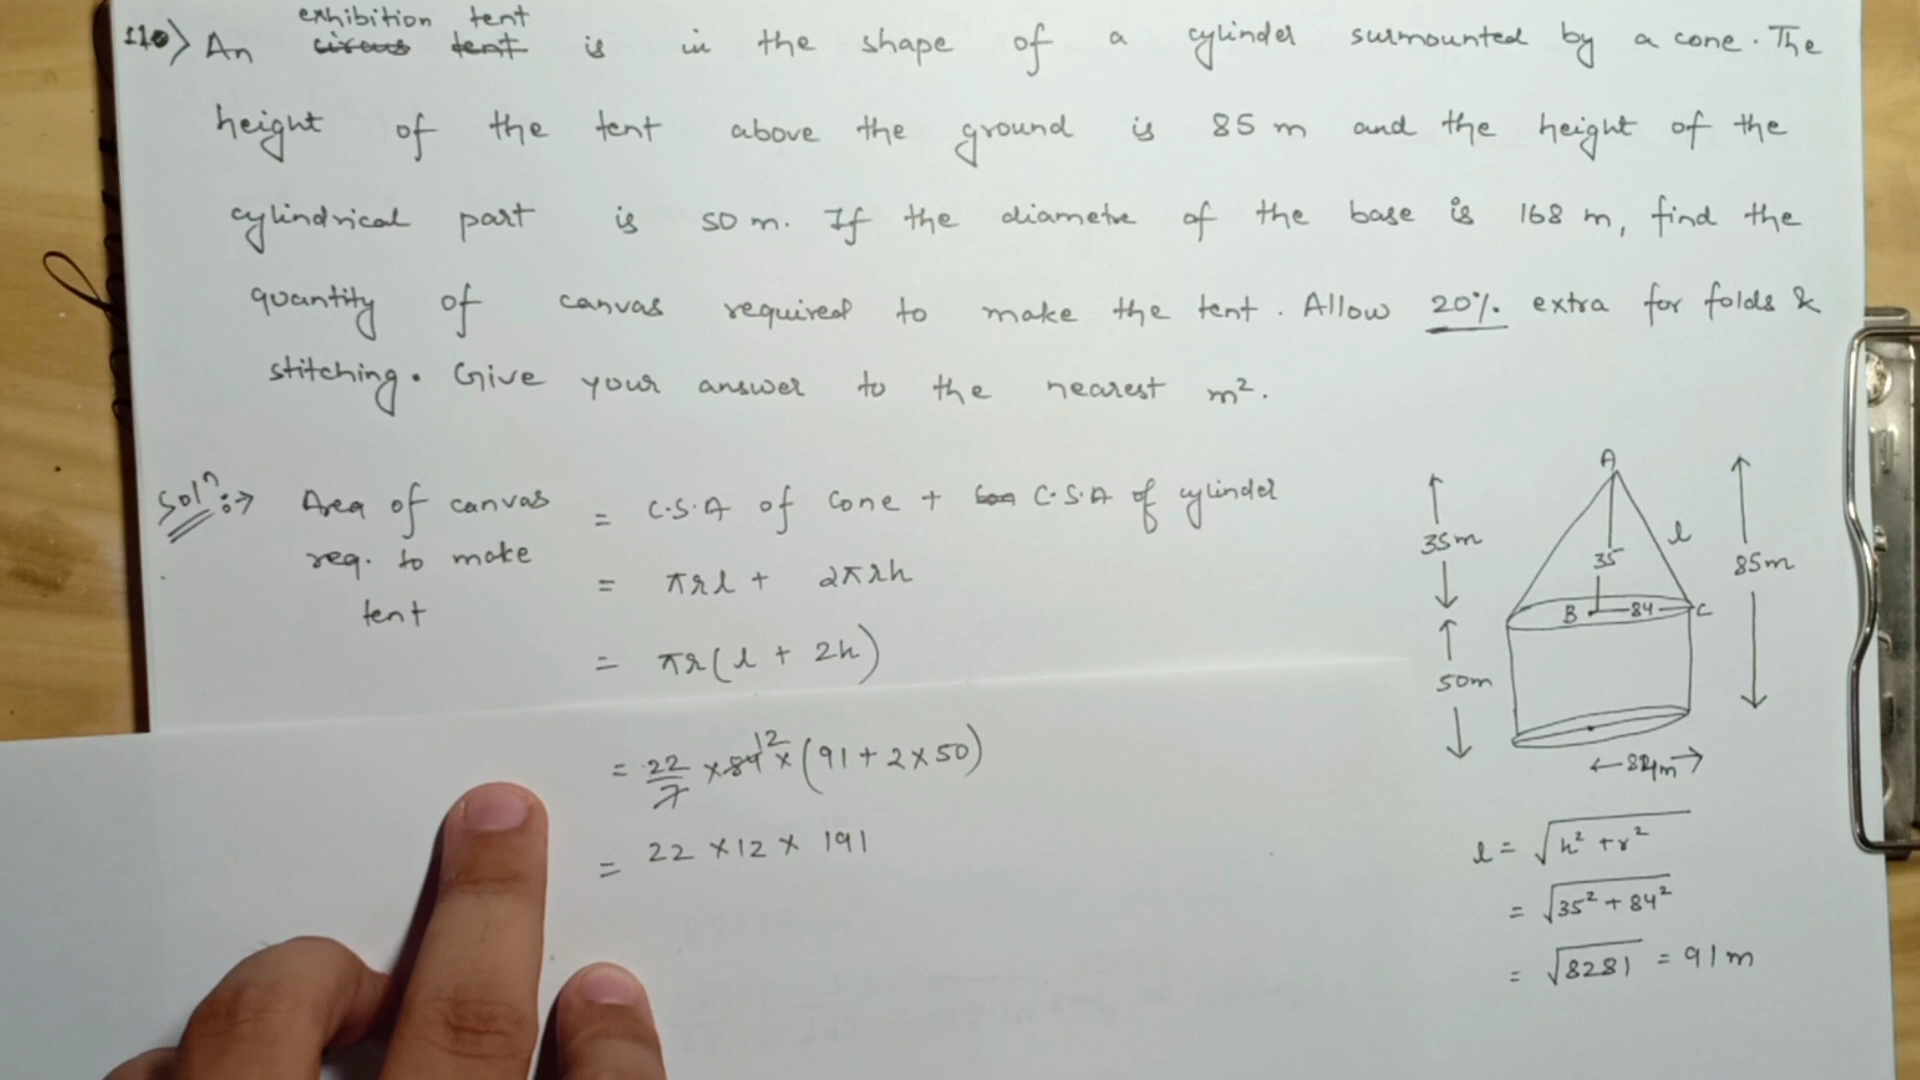 110) An circus tent is in the shape of a cylinder surmounted by a cone. The
exhibition tent
height of the tent above the ground is 85 m and the height of the
cylindrical part is 50 m. If the diametre of the base is 168 m, find the
quantity of canvas required to make the tent. Allow 20% extra for folds &
stitching. Give your answer to the nearest m².
Solⁿ:→ Area of canvas req. to make tent = C.S.A of cone + C.S.A of cylinder
= πrl + 2πrh
= πr(l + 2h)
= 22/7 × 84 12 × (91 + 2×50)
= 22 × 12 × 191
A
35m
35
l
85m
B 84 C
50m
84m
l = √h² + r²
= √35² + 84²
= √8281 = 91m